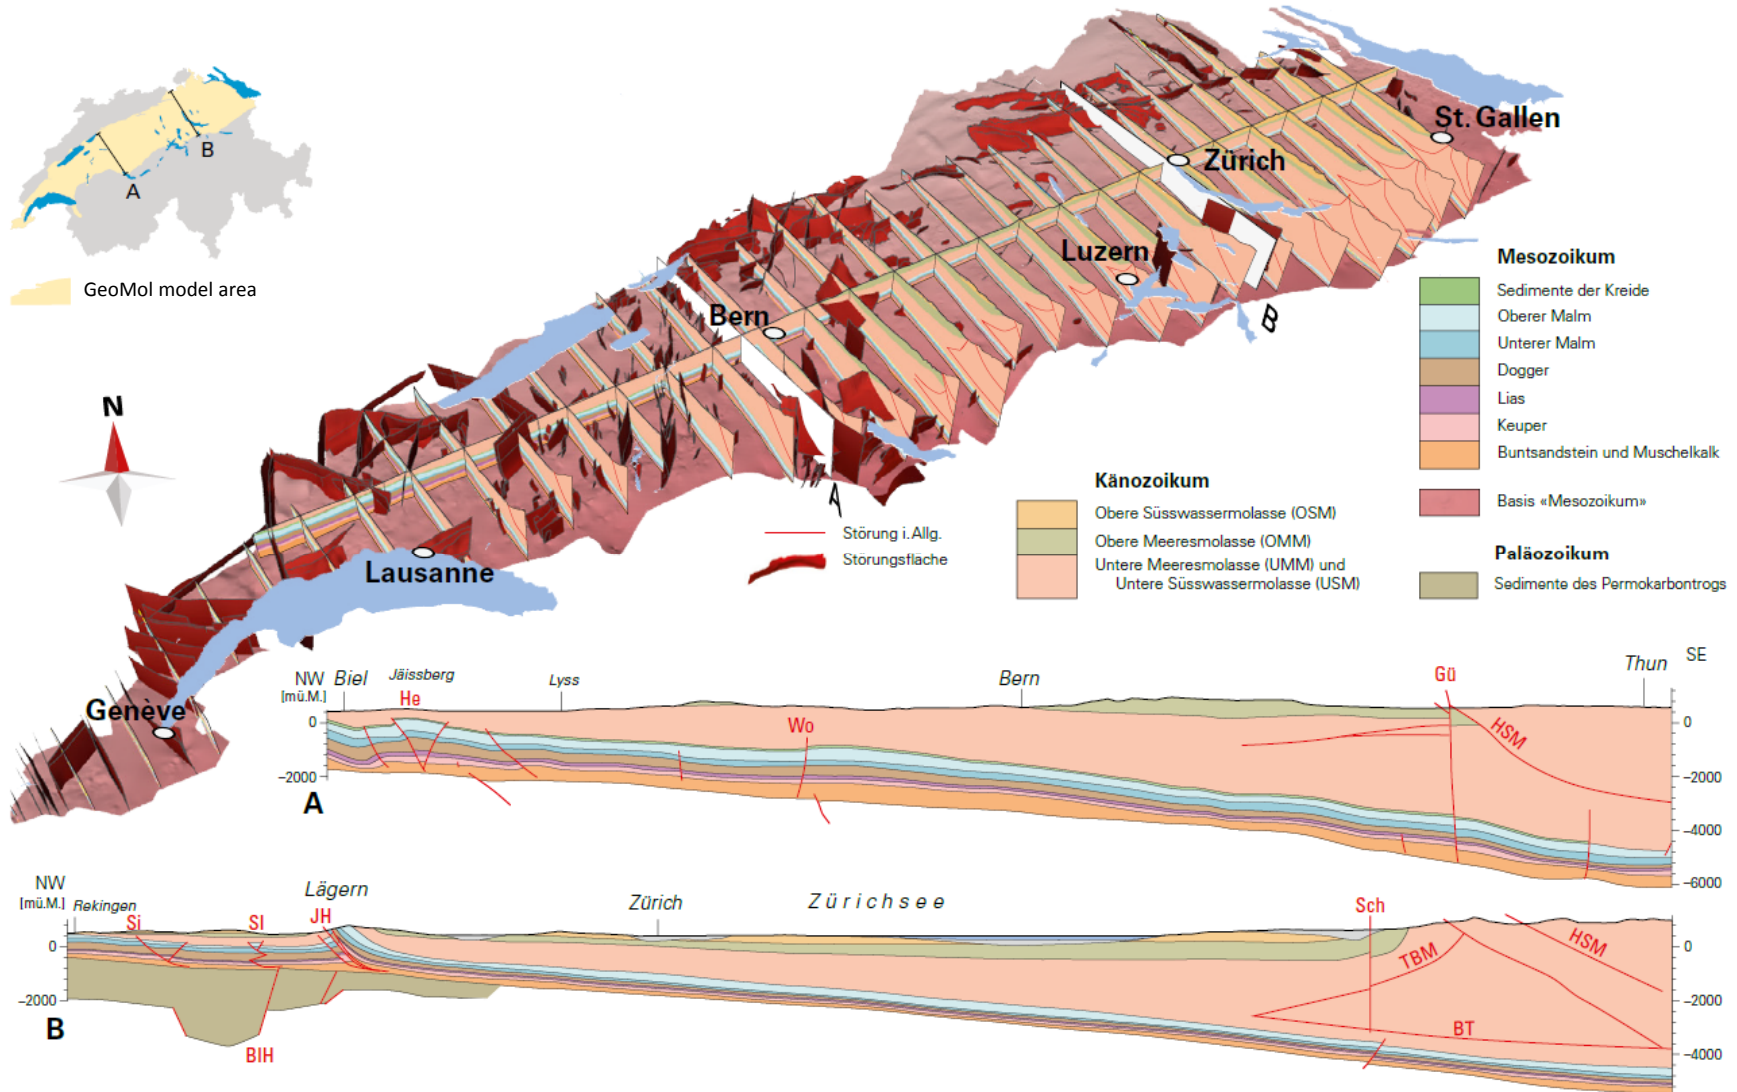 A
B
GeoMol model area
N
St. Gallen
Zürich
Luzern
Bern
Lausanne
Genève
A
B
Störung i. Allg.
Störungsfläche
Känozoikum
Obere Süsswassermolasse (OSM)
Obere Meeresmolasse (OMM)
Untere Meeresmolasse (UMM) und
Untere Süsswassermolasse (USM)
Mesozoikum
Sedimente der Kreide
Oberer Malm
Unterer Malm
Dogger
Lias
Keuper
Buntsandstein und Muschelkalk
Basis «Mesozoikum»
Paläozoikum
Sedimente des Permokarbontrogs
NW
[mü.M.]
Biel
Jäissberg
He
Lyss
Wo
Bern
Gü
HSM
Thun
SE
0
−2000
A
0
−2000
−4000
−6000
NW
[mü.M.]
Rekingen
Si
SI
Lägern
JH
Zürich
Zürichsee
Sch
TBM
HSM
BT
BIH
0
−2000
B
0
−2000
−4000